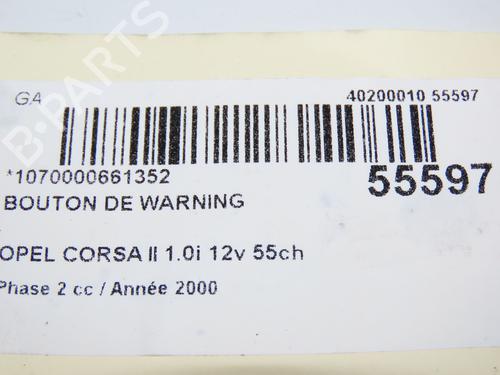 B-PARTS
GA 40200010 55597
*1070000661352
55597
BOUTON DE WARNING
OPEL CORSA II 1.0i 12v 55ch
Phase 2 cc / Année 2000